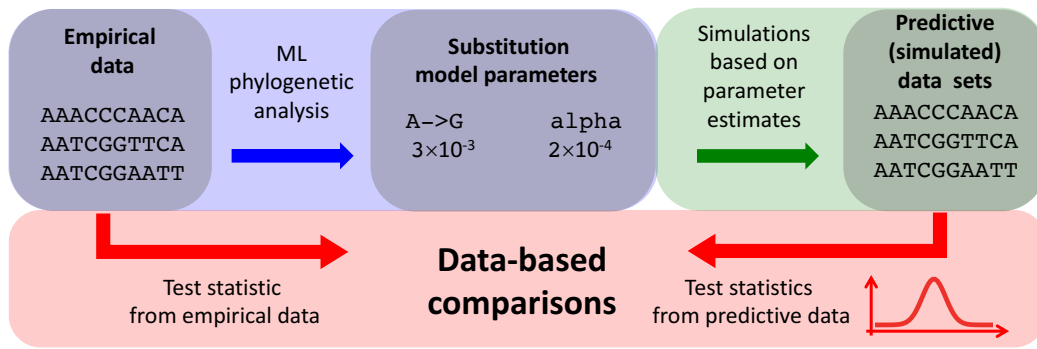 Empirical
data
AAACCCAACA
AATCGGTTCA
AATCGGAATT
ML
phylogenetic
analysis
Substitution
model parameters
A->G alpha
3×10⁻³ 2×10⁻⁴
Simulations
based on
parameter
estimates
Predictive
(simulated)
data sets
AAACCCAACA
AATCGGTTCA
AATCGGAATT
Test statistic
from empirical data
Data-based
comparisons
Test statistics
from predictive data